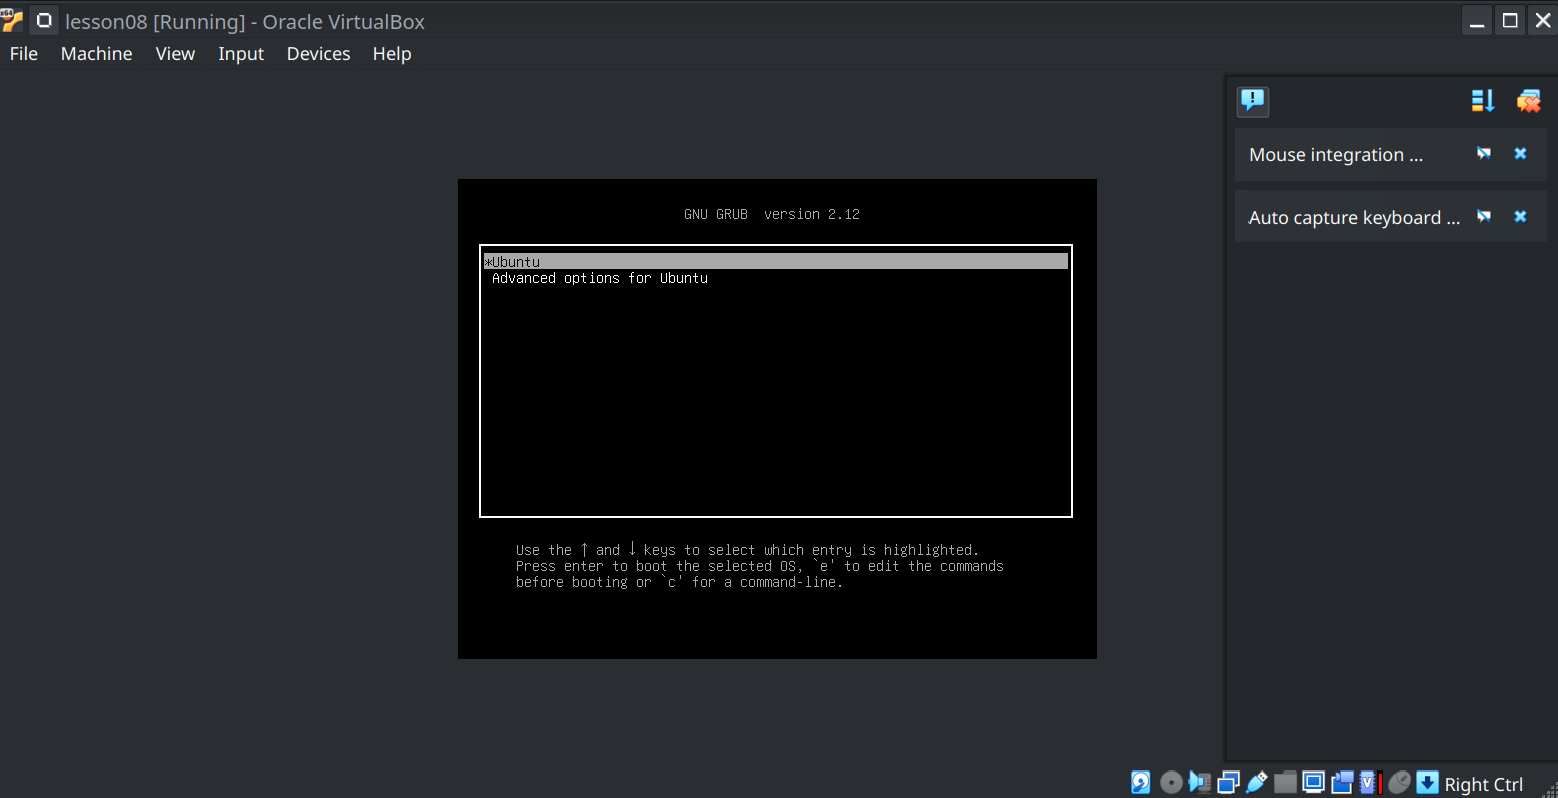 lesson08 [Running] - Oracle VirtualBox
File Machine View Input Devices Help
Mouse integration ...
Auto capture keyboard ...
GNU GRUB version 2.12
*Ubuntu
Advanced options for Ubuntu
Use the ↑ and ↓ keys to select which entry is highlighted.
Press enter to boot the selected OS, `e' to edit the commands
before booting or `c' for a command-line.
Right Ctrl